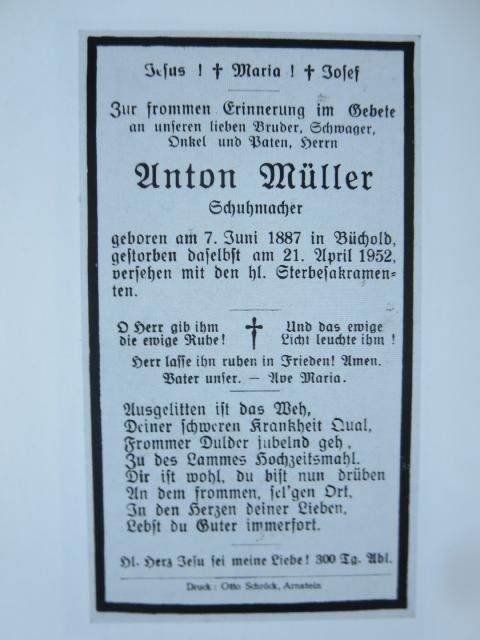 Jesus ! † Maria ! † Josef
Zur frommen Erinnerung im Gebete
an unseren lieben Bruder, Schwager,
Onkel und Paten, Herrn
Anton Müller
Schuhmacher
geboren am 7. Juni 1887 in Büchold,
gestorben daselbst am 21. April 1952,
versehen mit den hl. Sterbesakramen-
ten.
O Herr gib ihm
die ewige Ruhe!
†
Und das ewige
Licht leuchte ihm !
Herr lasse ihn ruhen in Frieden! Amen.
Vater unser. — Ave Maria.
Ausgelitten ist das Weh,
Deiner schweren Krankheit Qual,
Frommer Dulder jubelnd geh,
Zu des Lammes Hochzeitsmahl.
Dir ist wohl, du bist nun drüben
An dem frommen, sel'gen Ort,
In den Herzen deiner Lieben,
Lebst du Guter immerfort.
Hl. Herz Jesu sei meine Liebe! 300 Tg. Abl.
Druck: Otto Schröck, Arnstein